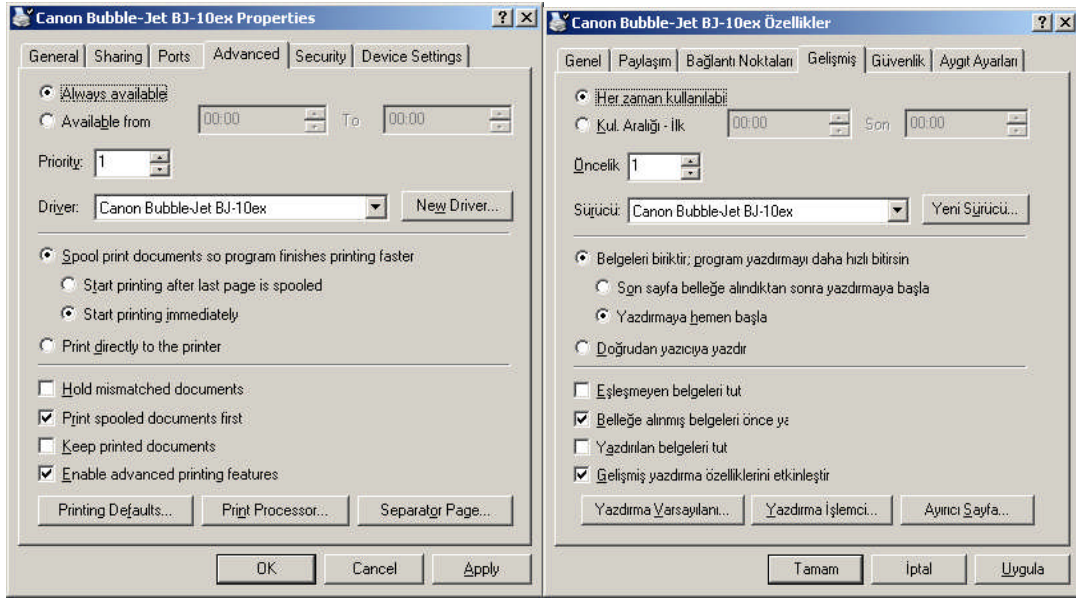 Canon Bubble-Jet BJ-10ex Properties
General Sharing Ports Advanced Security Device Settings
Always available
Available from 00:00 To 00:00
Priority: 1
Driver: Canon Bubble-Jet BJ-10ex New Driver...
Spool print documents so program finishes printing faster
Start printing after last page is spooled
Start printing immediately
Print directly to the printer
Hold mismatched documents
Print spooled documents first
Keep printed documents
Enable advanced printing features
Printing Defaults... Print Processor... Separator Page...
OK Cancel Apply
Canon Bubble-Jet BJ-10ex Özellikler
Genel Paylaşım Bağlantı Noktaları Gelişmiş Güvenlik Aygıt Ayarları
Her zaman kullanılabi
Kul. Aralığı - İlk 00:00 Son 00:00
Öncelik 1
Sürücü: Canon Bubble-Jet BJ-10ex Yeni Sürücü...
Belgeleri biriktir; program yazdırmayı daha hızlı bitirsin
Son sayfa belleğe alındıktan sonra yazdırmaya başla
Yazdırmaya hemen başla
Doğrudan yazıcıya yazdır
Eşleşmeyen belgeleri tut
Belleğe alınmış belgeleri önce ya
Yazdırılan belgeleri tut
Gelişmiş yazdırma özelliklerini etkinleştir
Yazdırma Varsayılanı... Yazdırma İşlemci... Ayırıcı Sayfa...
Tamam İptal Uygula